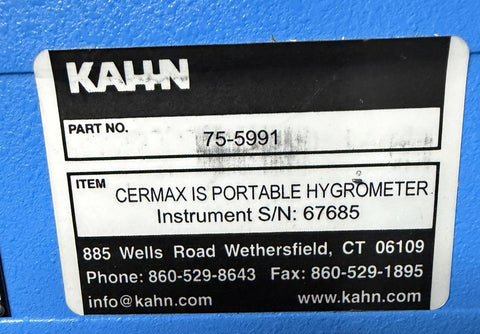 KAHN
PART NO.
75-5991
ITEM
CERMAX IS PORTABLE HYGROMETER
Instrument S/N: 67685
885 Wells Road Wethersfield, CT 06109
Phone: 860-529-8643 Fax: 860-529-1895
info@kahn.com www.kahn.com